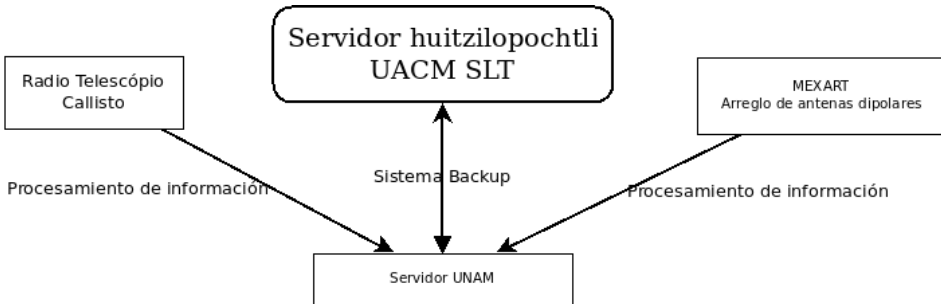 Servidor huitzilopochtli
UACM SLT
Radio Telescópio
Callisto
MEXART
Arreglo de antenas dipolares
Procesamiento de información
Sistema Backup
Procesamiento de información
Servidor UNAM